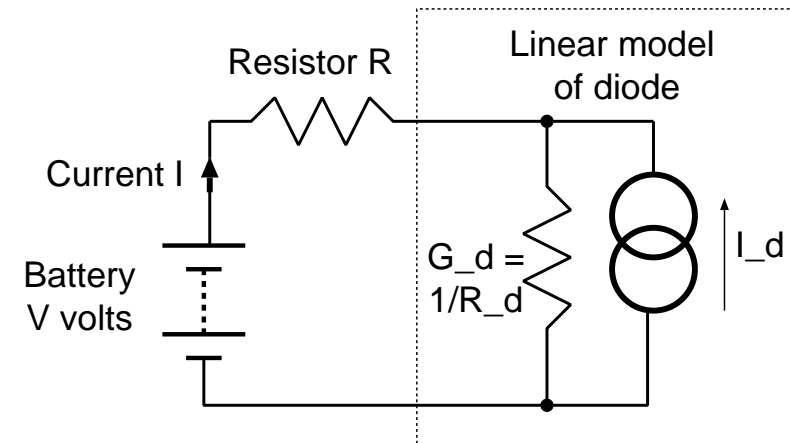 Linear model
of diode
Resistor R
Current I
Battery
V volts
G_d =
1/R_d
I_d